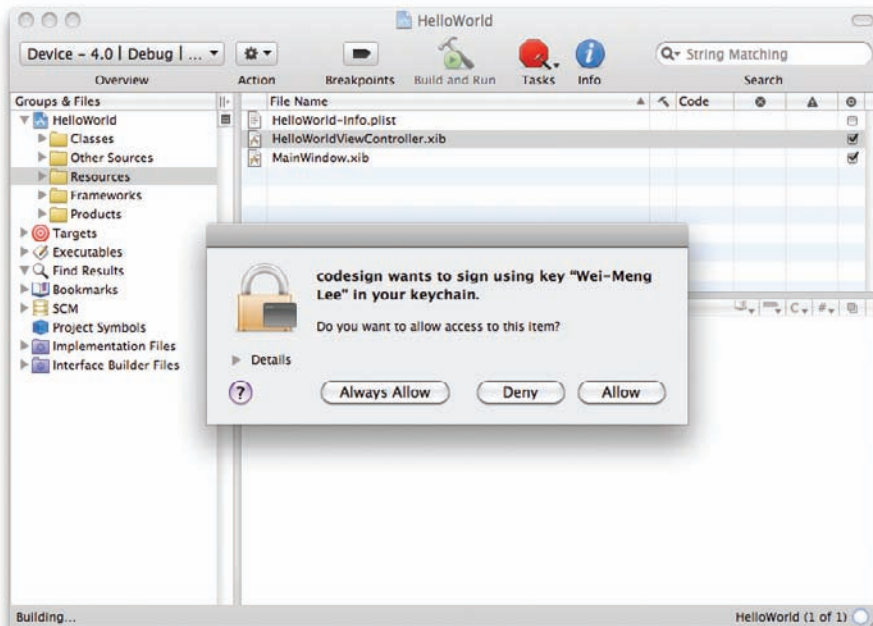 HelloWorld
Device - 4.0 | Debug | ...
String Matching
Overview
Action
Breakpoints
Build and Run
Tasks
Info
Search
Groups & Files
File Name
Code
HelloWorld
Classes
Other Sources
Resources
Frameworks
Products
Targets
Executables
Find Results
Bookmarks
SCM
Project Symbols
Implementation Files
Interface Builder Files
HelloWorld-Info.plist
HelloWorldViewController.xib
MainWindow.xib
C #
codesign wants to sign using key “Wei-Meng
Lee” in your keychain.
Do you want to allow access to this item?
Details
?
Always Allow
Deny
Allow
Building...
HelloWorld (1 of 1)